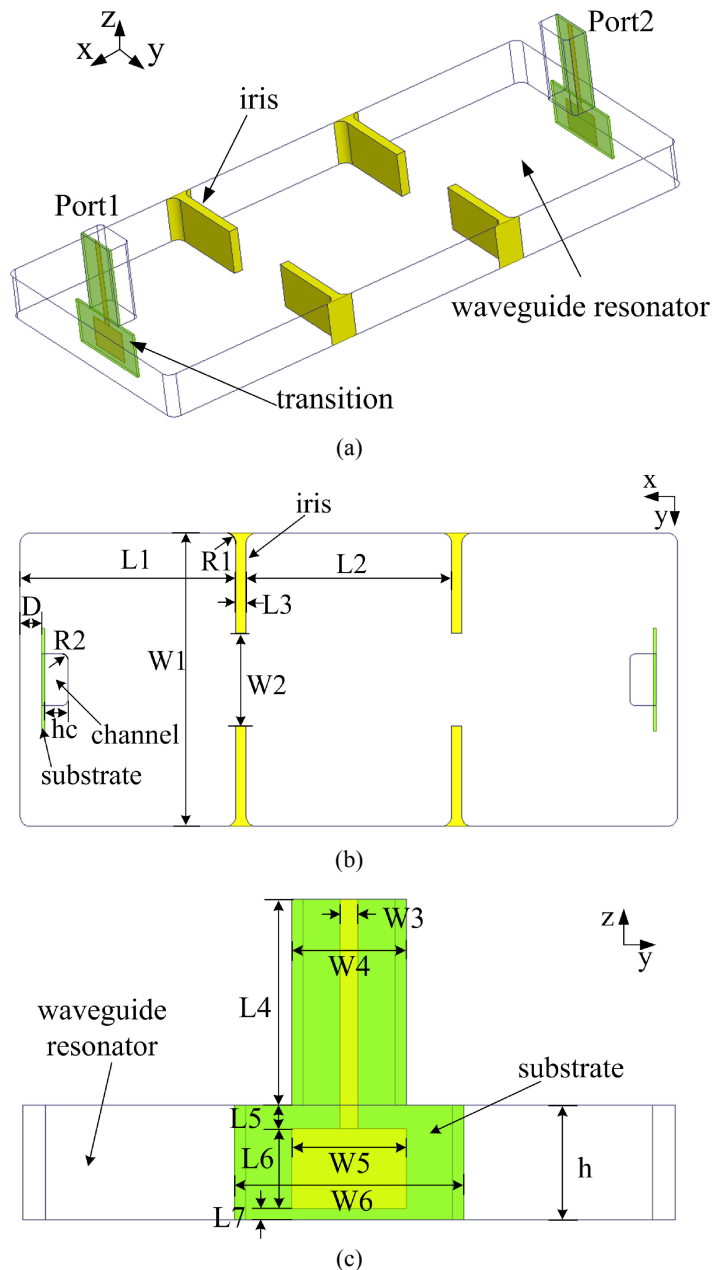 z
x
y
Port2
iris
Port1
waveguide resonator
transition
(a)
iris
x
y
L1
R1
L2
L3
D
R2
W1
W2
hc
channel
substrate
(b)
W3
z
y
W4
L4
waveguide
resonator
substrate
L5
L6
W5
h
W6
L7
(c)